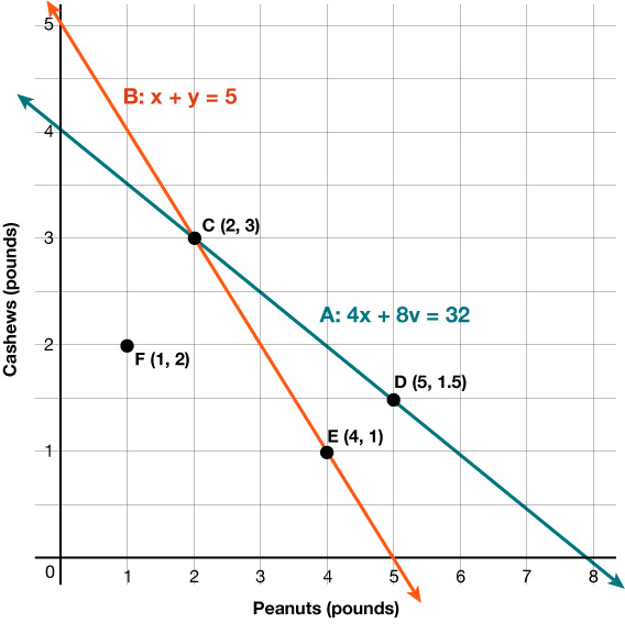 5
B: x + y = 5
4
C (2, 3)
3
A: 4x + 8v = 32
2
F (1, 2)
D (5, 1.5)
E (4, 1)
1
0
1 2 3 4 5 6 7 8
Cashews (pounds)
Peanuts (pounds)